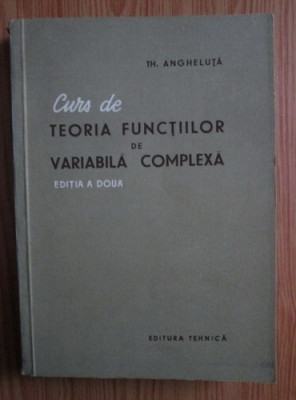 TH. ANGHELUȚĂ
Curs de
TEORIA FUNCȚIILOR
DE
VARIABILĂ COMPLEXĂ
EDIȚIA A DOUA
EDITURA TEHNICĂ